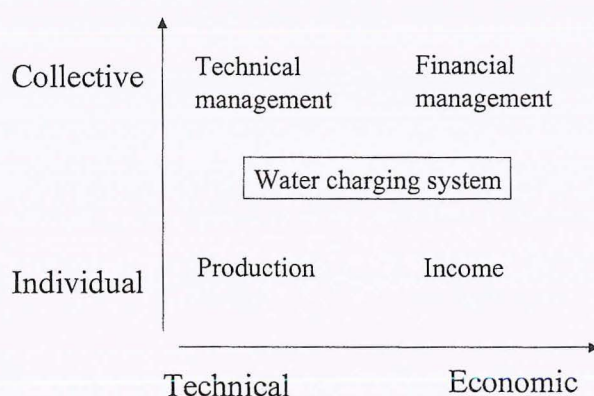 Collective
Technical
management
Financial
management
Water charging system
Individual
Production
Income
Technical
Economic